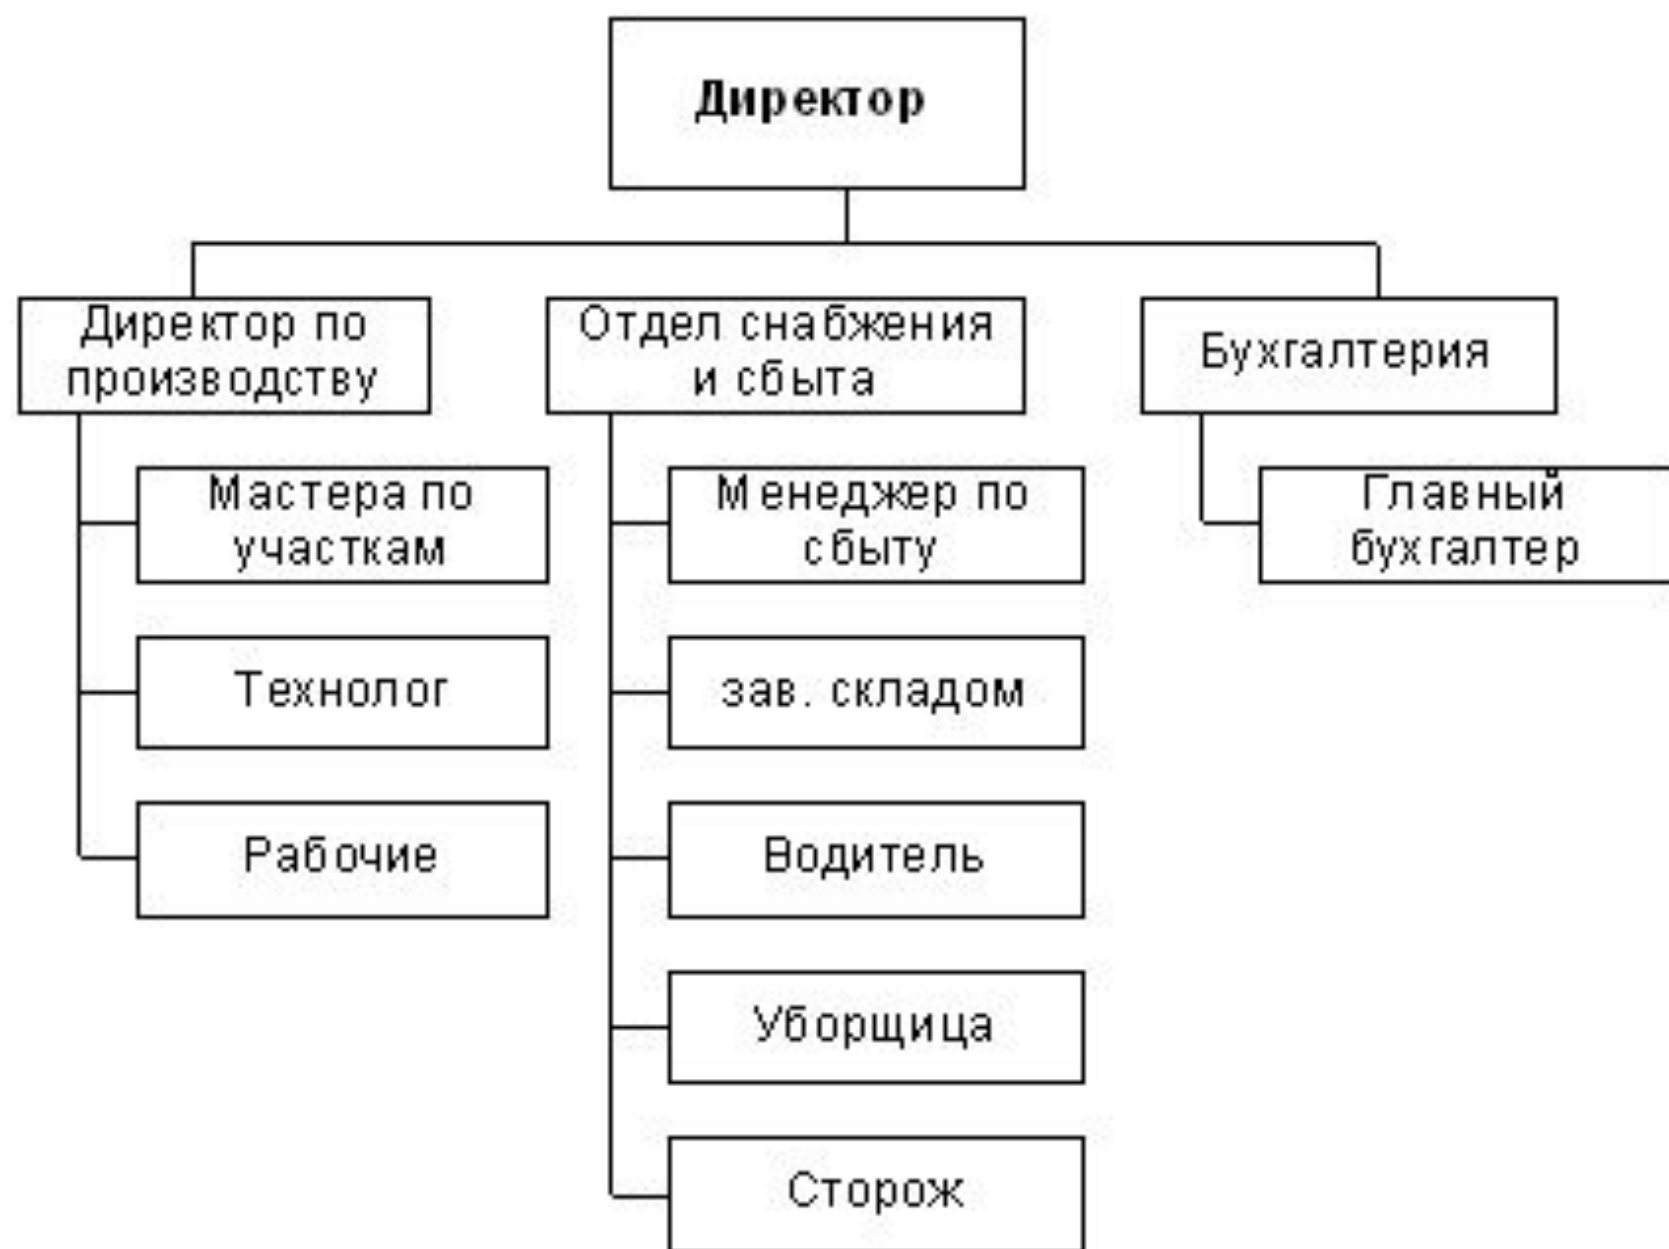 Директор
Директор по
производству
Отдел снабжения
и сбыта
Бухгалтерия
Мастера по
участкам
Менеджер по
сбыту
Главный
бухгалтер
Технолог
зав. складом
Рабочие
Водитель
Уборщица
Сторож